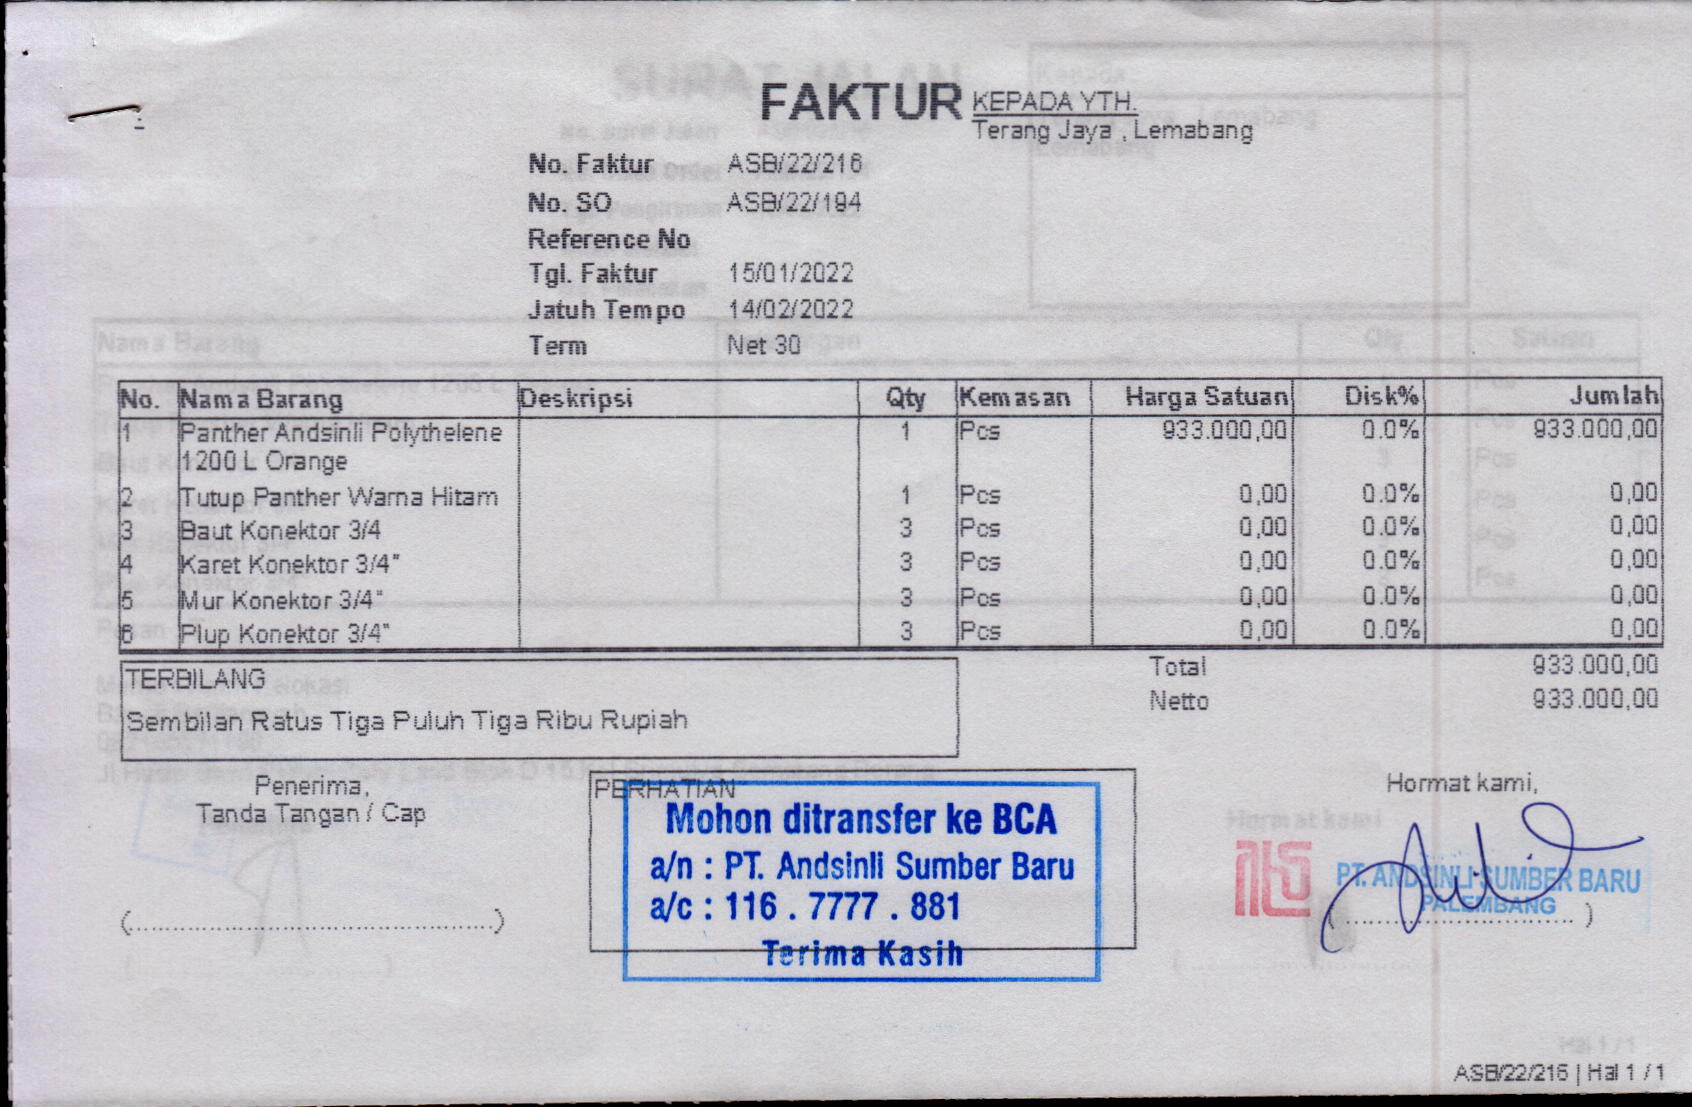 FAKTUR
KEPADA YTH.
Terang Jaya , Lemabang
No. Faktur ASB/22/216
No. SO ASB/22/194
Reference No
Tgl. Faktur 15/01/2022
Jatuh Tempo 14/02/2022
Term Net 30
No. Nama Barang Deskripsi Qty Kemasan Harga Satuan Disk% Jumlah
1 Panther Andsinli Polythelene 1 Pcs 933.000,00 0.0% 933.000,00
1200 L Orange
2 Tutup Panther Warna Hitam 1 Pcs 0,00 0.0% 0,00
3 Baut Konektor 3/4 3 Pcs 0,00 0.0% 0,00
4 Karet Konektor 3/4" 3 Pcs 0,00 0.0% 0,00
5 Mur Konektor 3/4" 3 Pcs 0,00 0.0% 0,00
6 Plup Konektor 3/4" 3 Pcs 0,00 0.0% 0,00
Total 933.000,00
Netto 933.000,00
TERBILANG
Sembilan Ratus Tiga Puluh Tiga Ribu Rupiah
Penerima,
Tanda Tangan / Cap
(.............................................)
PERHATIAN
Mohon ditransfer ke BCA
a/n : PT. Andsinli Sumber Baru
a/c : 116 . 7777 . 881
Terima Kasih
Hormat kami,
PT. ANDSINLI SUMBER BARU
PALEMBANG
(..............................)
ASB/22/216 | Hal 1 / 1